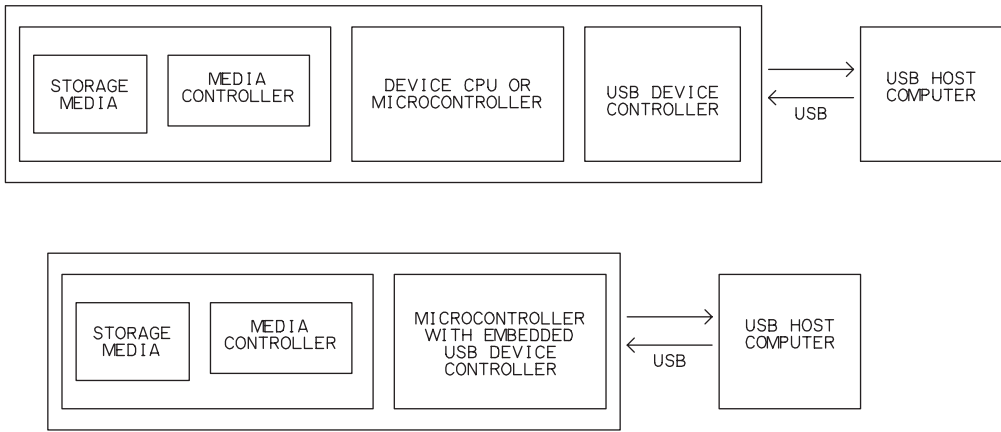 STORAGE
MEDIA
MEDIA
CONTROLLER
DEVICE CPU OR
MICROCONTROLLER
USB DEVICE
CONTROLLER
USB
USB HOST
COMPUTER
STORAGE
MEDIA
MEDIA
CONTROLLER
MICROCONTROLLER
WITH EMBEDDED
USB DEVICE
CONTROLLER
USB
USB HOST
COMPUTER